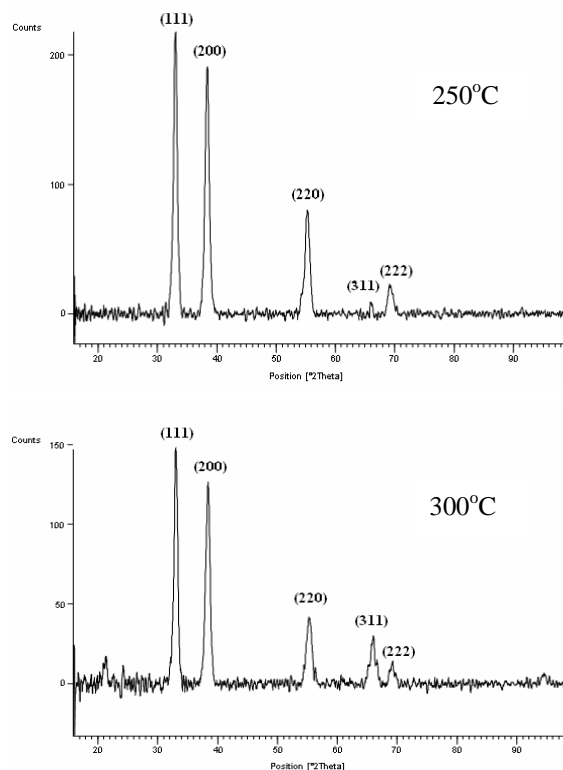 (111)
Counts
(200)
200
250°C
100
(220)
(311)
(222)
0
20 30 40 50 60 70 80 90
Position [°2Theta]
(111)
Counts
150
(200)
300°C
100
(220)
(311)
50
(222)
0
20 30 40 50 60 70 80 90
Position [°2Theta]